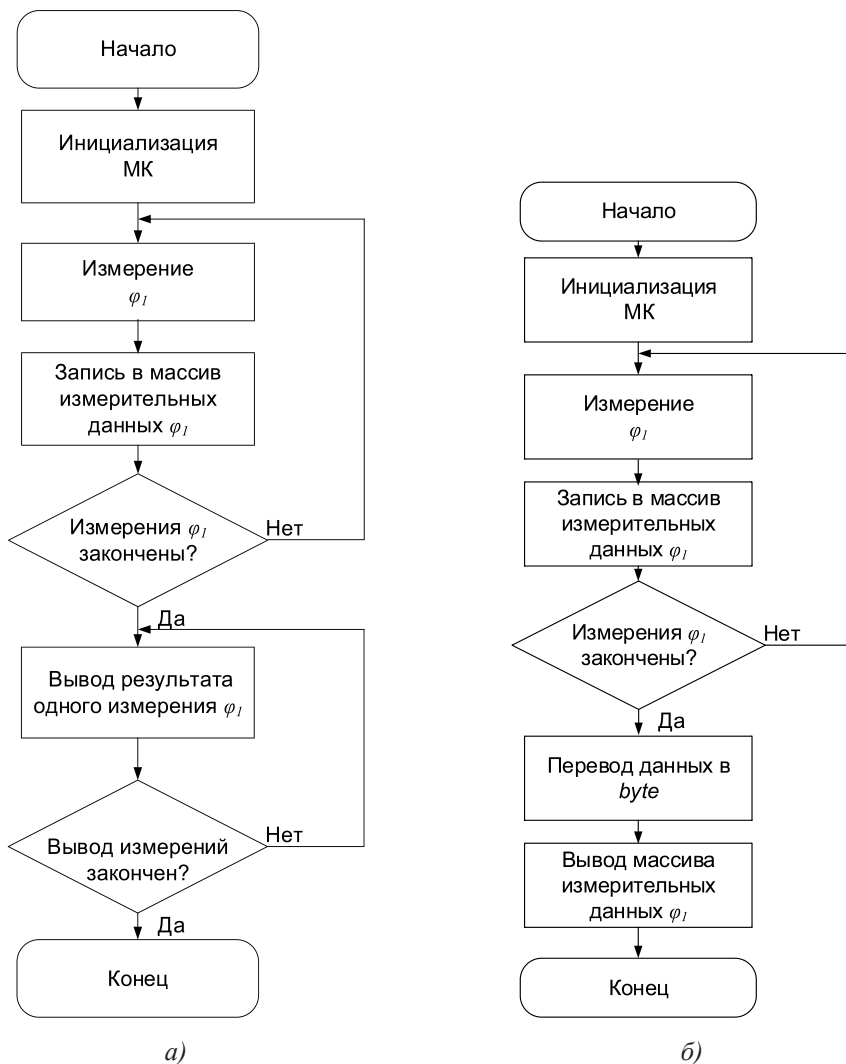 Начало
Инициализация
МК
Измерение
φ1
Запись в массив
измерительных
данных φ1
Измерения φ1
закончены?
Нет
Да
Вывод результата
одного измерения φ1
Вывод измерений
закончен?
Нет
Да
Конец
а)
Начало
Инициализация
МК
Измерение
φ1
Запись в массив
измерительных
данных φ1
Измерения φ1
закончены?
Нет
Да
Перевод данных в
byte
Вывод массива
измерительных
данных φ1
Конец
б)